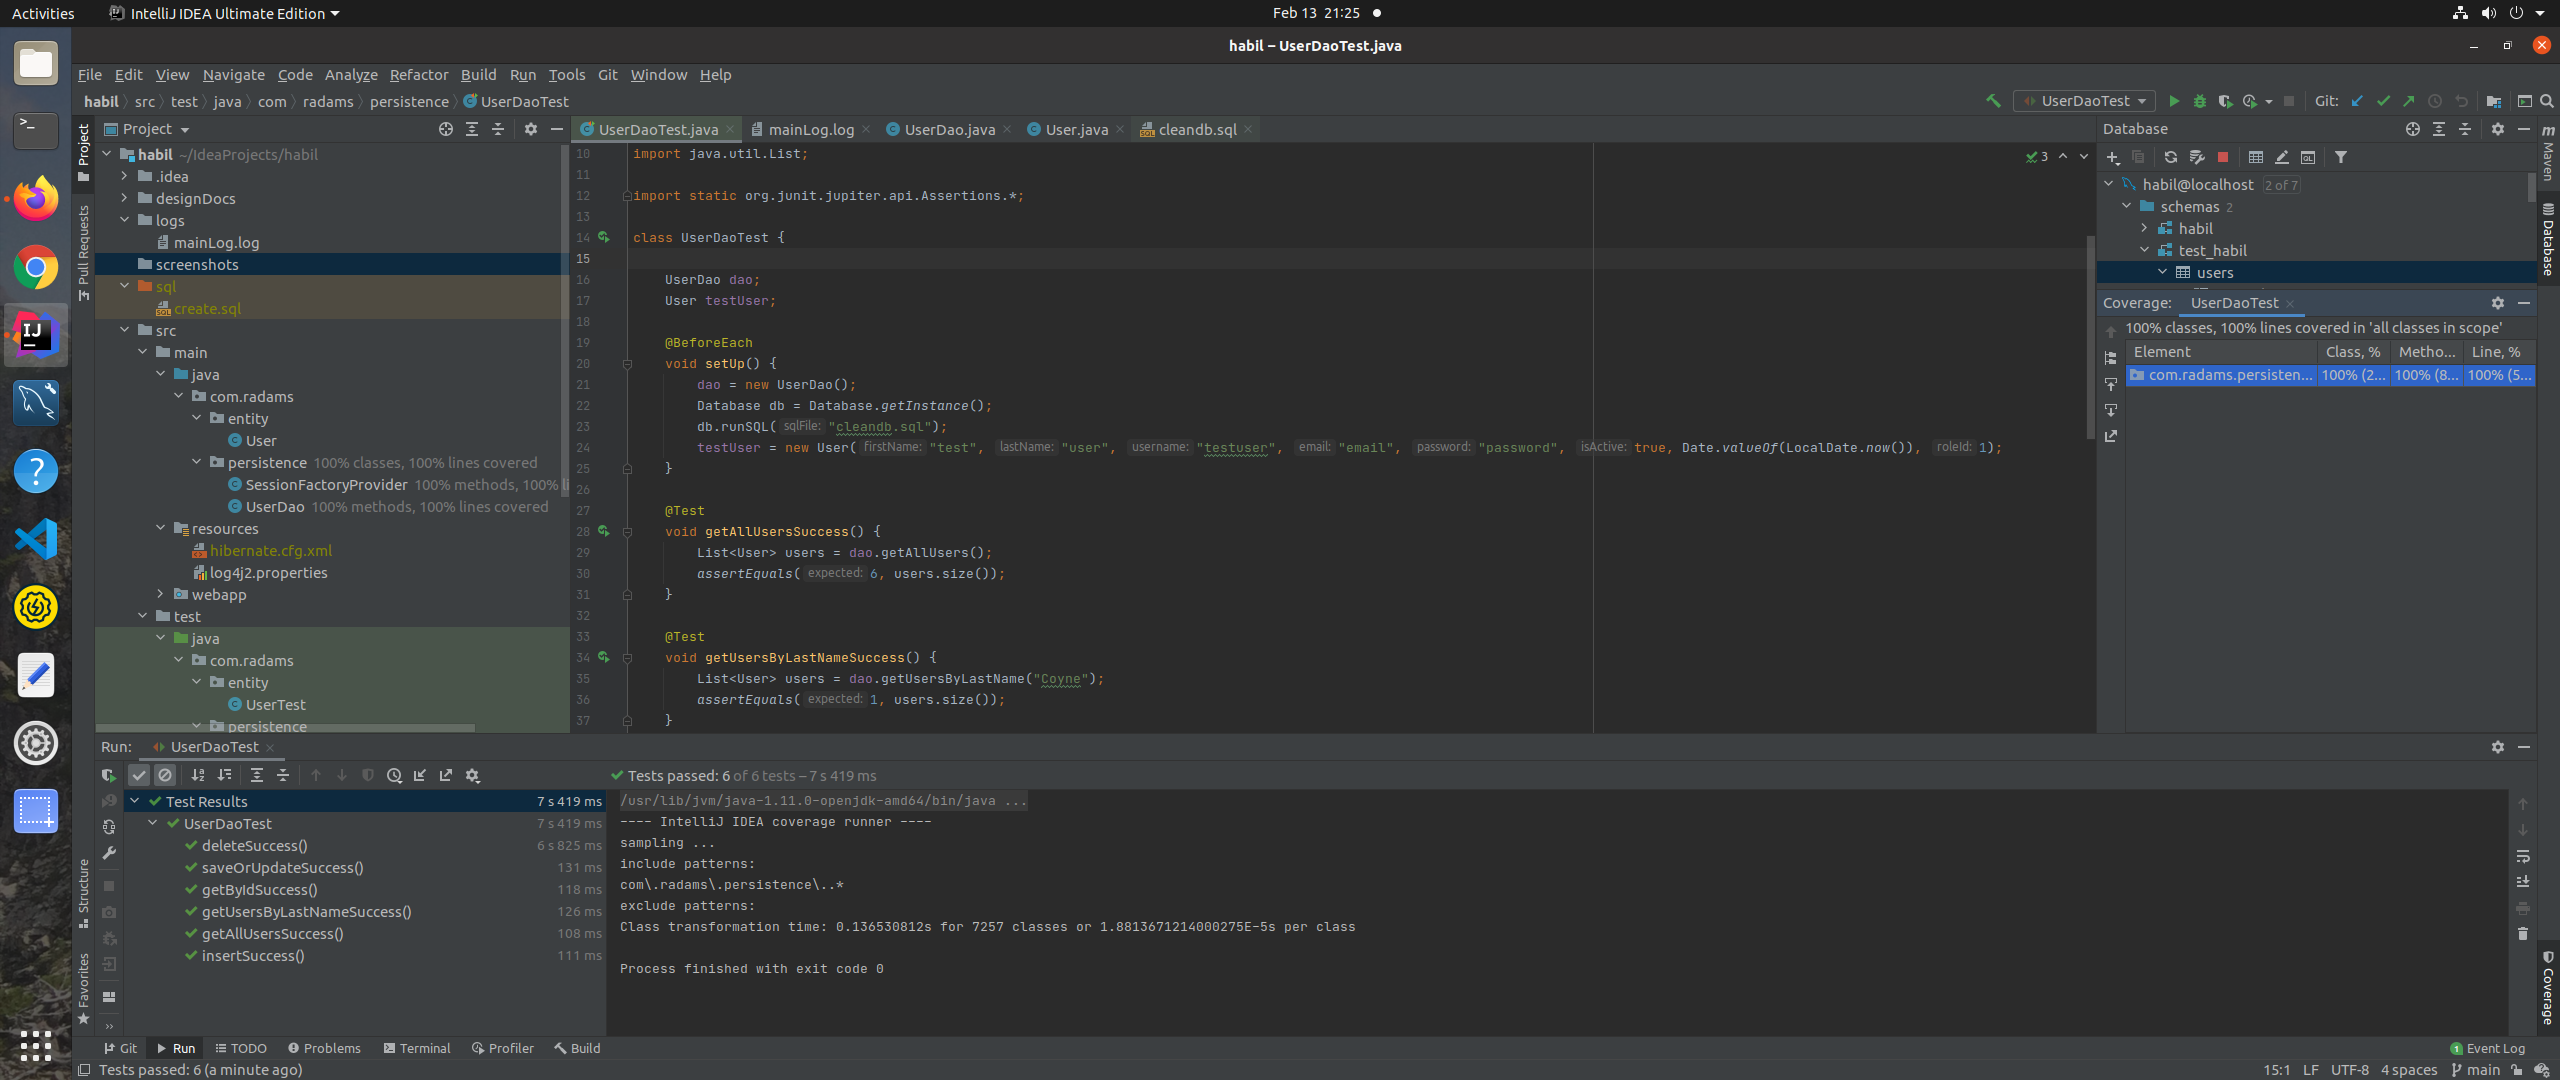 Activities
IntelliJ IDEA Ultimate Edition
Feb 13 21:25
habil – UserDaoTest.java
File Edit View Navigate Code Analyze Refactor Build Run Tools Git Window Help
habil src test java com radams persistence UserDaoTest
UserDaoTest
Git:
Project
UserDaoTest.java
mainLog.log
UserDao.java
User.java
cleandb.sql
Database
Project
Pull Requests
Structure
Favorites
habil ~/IdeaProjects/habil
.idea
designDocs
logs
mainLog.log
screenshots
sql
create.sql
src
main
java
com.radams
entity
User
persistence 100% classes, 100% lines covered
SessionFactoryProvider 100% methods, 100% li
UserDao 100% methods, 100% lines covered
resources
hibernate.cfg.xml
log4j2.properties
webapp
test
java
com.radams
entity
UserTest
persistence
3
10 import java.util.List;
11
12 import static org.junit.jupiter.api.Assertions.*;
13
14 class UserDaoTest {
15
16 UserDao dao;
17 User testUser;
18
19 @BeforeEach
20 void setUp() {
21 dao = new UserDao();
22 Database db = Database.getInstance();
23 db.runSQL( sqlFile: "cleandb.sql");
24 testUser = new User( firstName: "test", lastName: "user", username: "testuser", email: "email", password: "password", isActive: true, Date.valueOf(LocalDate.now()), roleId: 1);
25 }
26
27 @Test
28 void getAllUsersSuccess() {
29 List<User> users = dao.getAllUsers();
30 assertEquals( expected: 6, users.size());
31 }
32
33 @Test
34 void getUsersByLastNameSuccess() {
35 List<User> users = dao.getUsersByLastName("Coyne");
36 assertEquals( expected: 1, users.size());
37 }
habil@localhost 2 of 7
schemas 2
habil
test_habil
users
Coverage: UserDaoTest
100% classes, 100% lines covered in 'all classes in scope'
Element Class, % Metho... Line, %
com.radams.persisten... 100% (2... 100% (8... 100% (5...
Maven
Database
Coverage
Run: UserDaoTest
Tests passed: 6 of 6 tests – 7 s 419 ms
Test Results 7 s 419 ms
UserDaoTest 7 s 419 ms
deleteSuccess() 6 s 825 ms
saveOrUpdateSuccess() 131 ms
getByIdSuccess() 118 ms
getUsersByLastNameSuccess() 126 ms
getAllUsersSuccess() 108 ms
insertSuccess() 111 ms
/usr/lib/jvm/java-1.11.0-openjdk-amd64/bin/java ...
---- IntelliJ IDEA coverage runner ----
sampling ...
include patterns:
com\.radams\.persistence\..*
exclude patterns:
Class transformation time: 0.136530812s for 7257 classes or 1.8813671214000275E-5s per class
Process finished with exit code 0
Git Run TODO Problems Terminal Profiler Build
1 Event Log
Tests passed: 6 (a minute ago)
15:1 LF UTF-8 4 spaces main